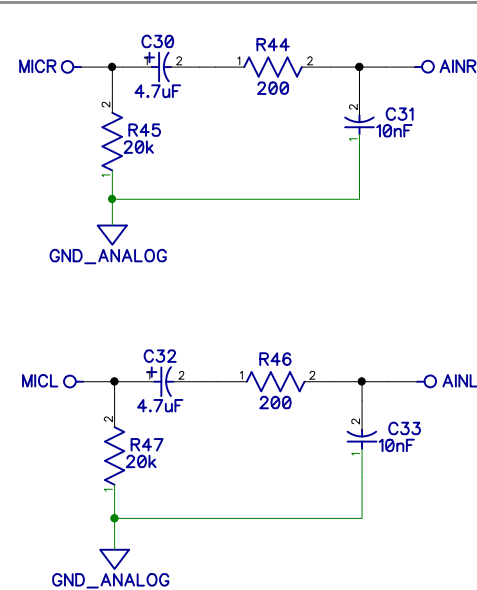 C30
R44
MICR
1
2
1
2
AINR
4.7uF
200
2
C31
10nF
2
R45
20k
1
1
GND_ANALOG
C32
R46
MICL
1
2
1
2
AINL
4.7uF
200
2
C33
10nF
2
R47
20k
1
1
GND_ANALOG